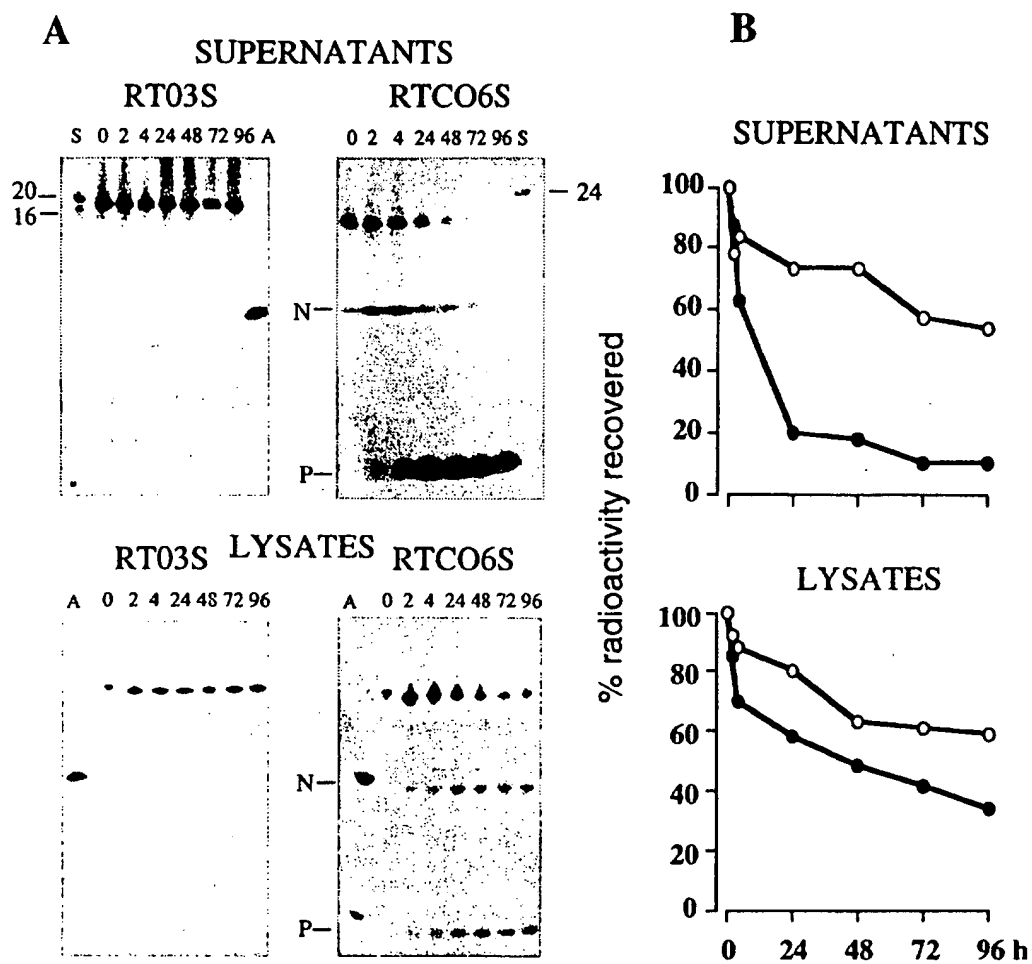 A
SUPERNATANTS
RT03S RTCO6S
S 0 2 4 24 48 72 96 A
0 2 4 24 48 72 96 S
20
16
24
N
P
LYSATES
RT03S RTCO6S
A 0 2 4 24 48 72 96
A 0 2 4 24 48 72 96
N
P
B
% radioactivity recovered
SUPERNATANTS
100
80
60
40
20
0
LYSATES
100
80
60
40
20
0
0 24 48 72 96 h